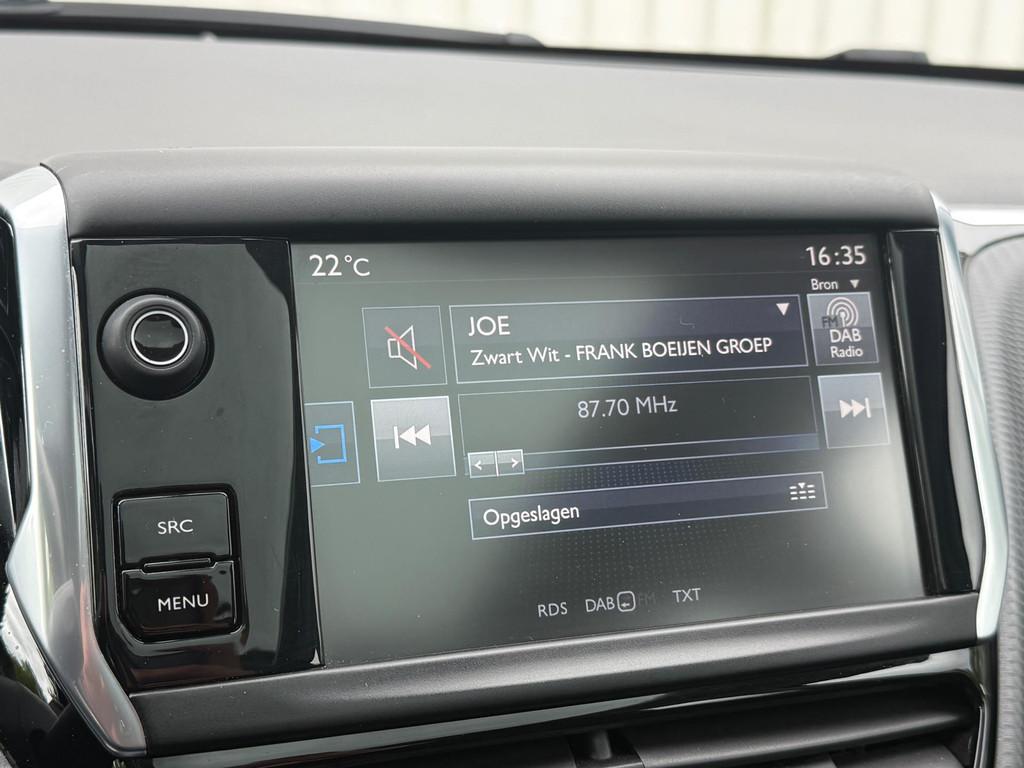 22°C
16:35
Bron
JOE
Zwart Wit - FRANK BOEIJEN GROEP
FM
DAB
Radio
87.70 MHz
SRC
Opgeslagen
MENU
RDS DAB FM TXT